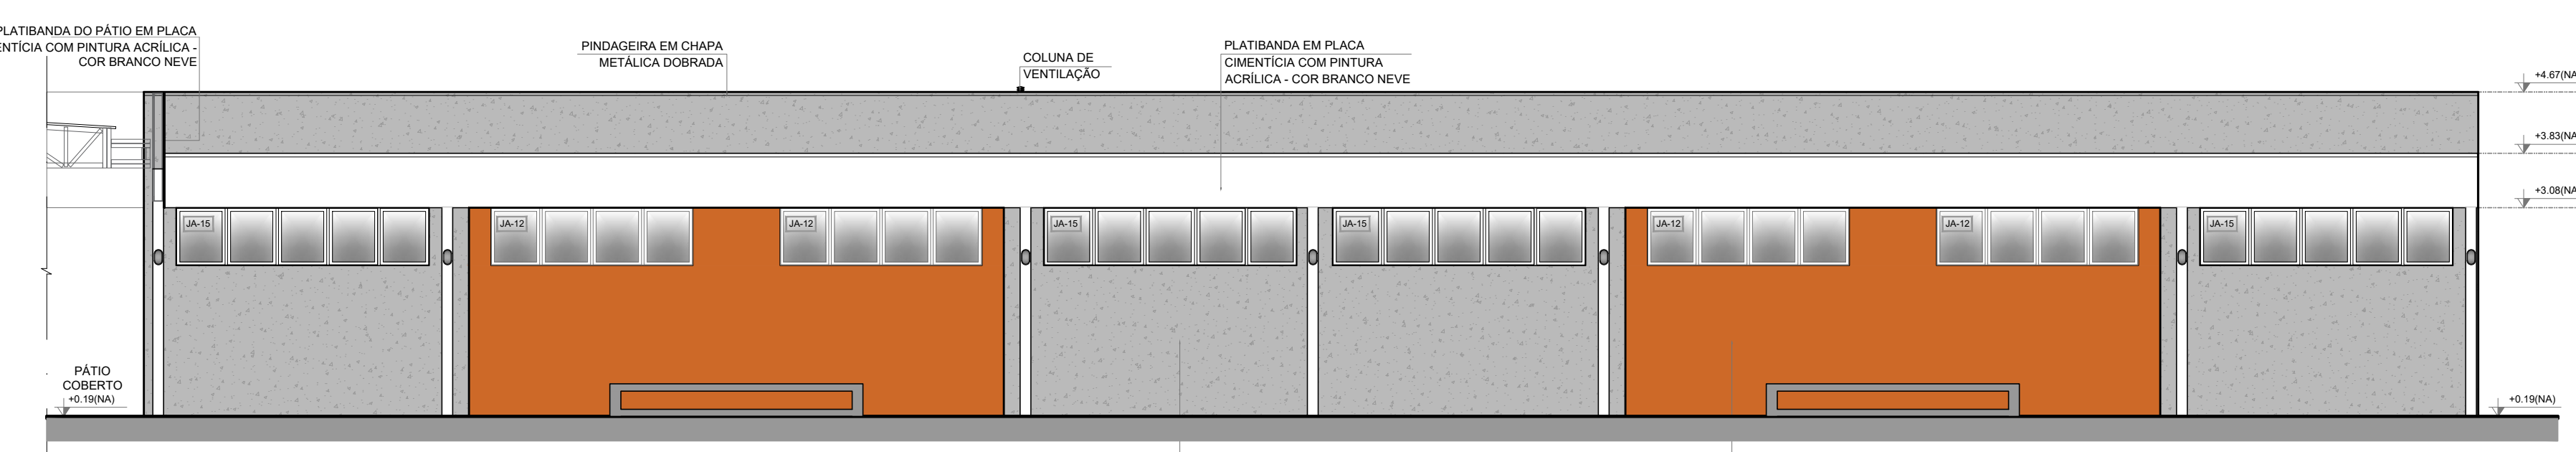 PLATIBANDA DO PÁTIO EM PLACA
COM PINTURA ACRÍLICA -
COR BRANCO NEVE
PINDAGEIRA EM CHAPA
METÁLICA DOBRADA
COLUNA DE
VENTILAÇÃO
PLATIBANDA EM PLACA
CIMENTÍCIA COM PINTURA
ACRÍLICA - COR BRANCO NEVE
+4.67(NA
+3.83(NA
+3.08(NA
JA-15
JA-12
JA-12
JA-15
JA-15
JA-12
JA-12
JA-15
PÁTIO
COBERTO
+0.19(NA)
+0.19(NA)